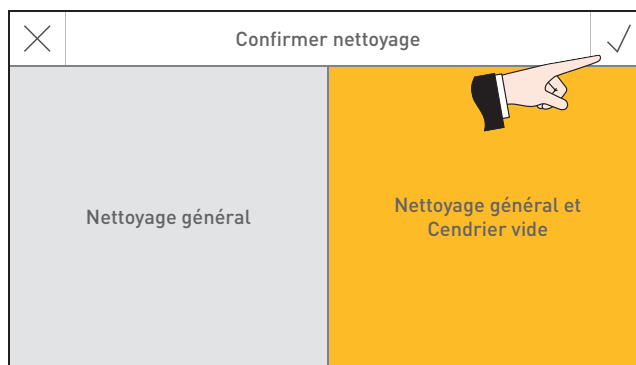 Confirmer nettoyage
Nettoyage général
Nettoyage général et
Cendrier vide